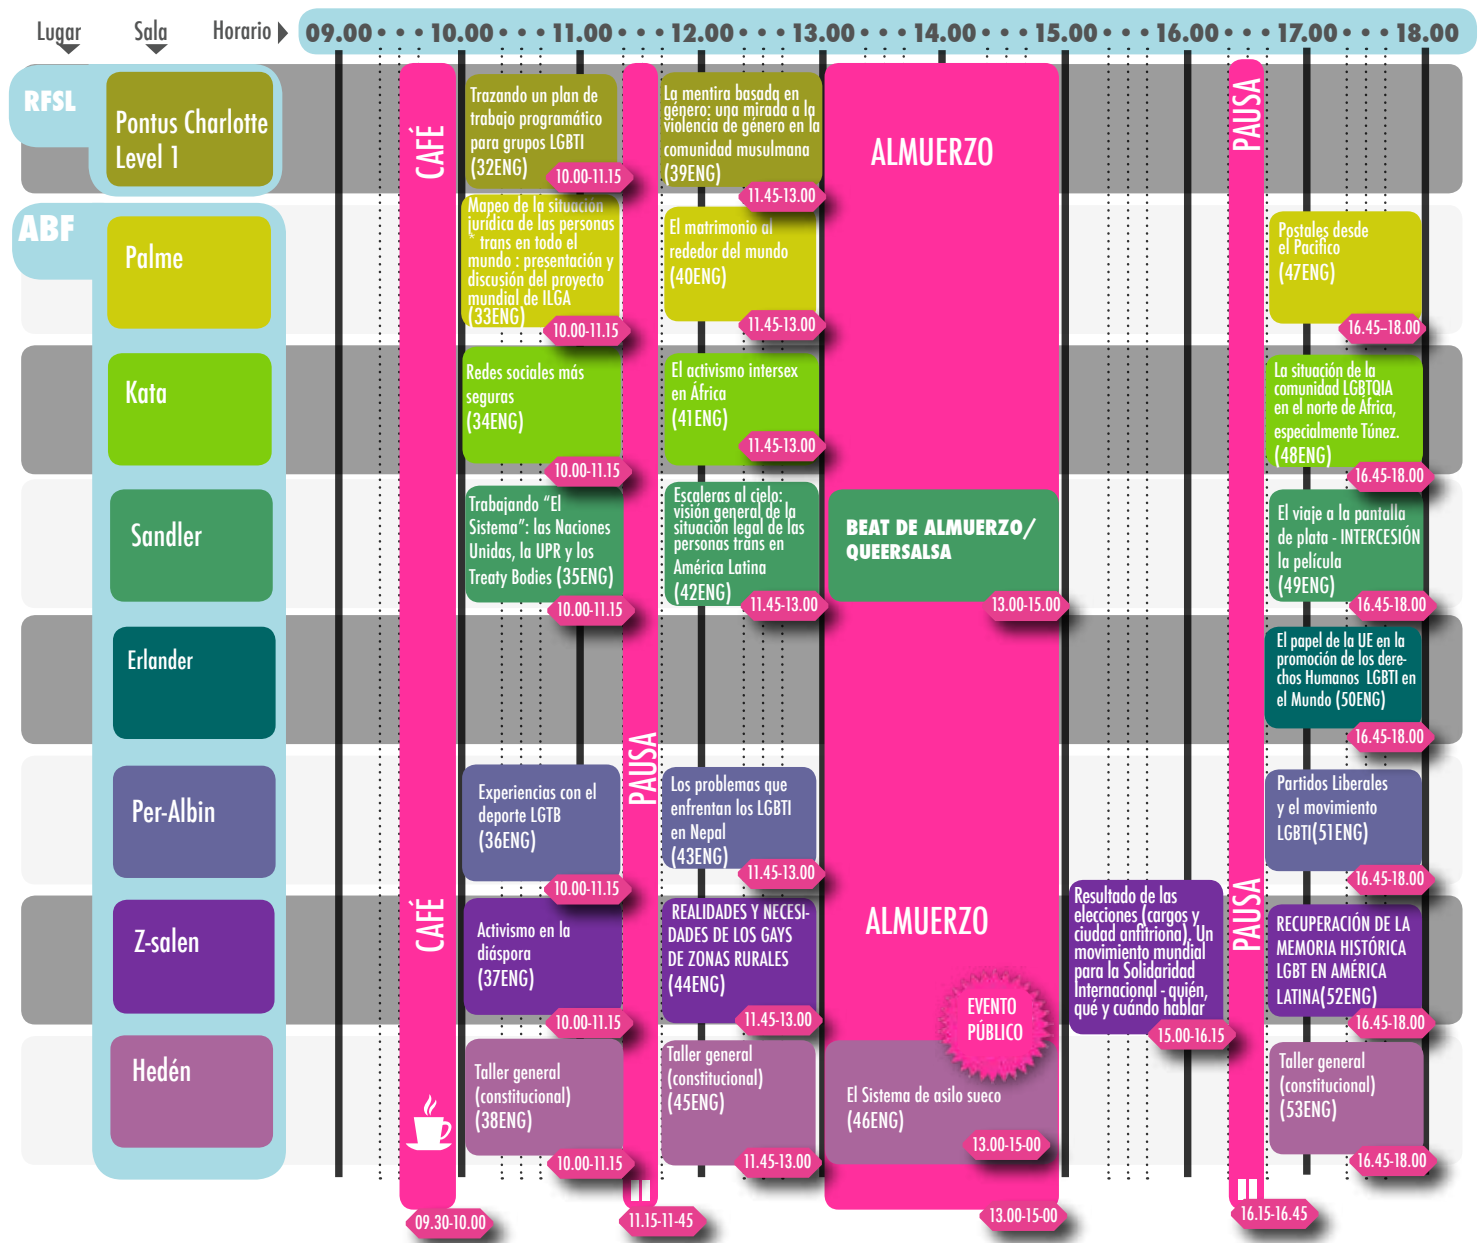 Lugar
Sala
Horario
09.00
10.00
11.00
12.00
13.00
14.00
15.00
16.00
17.00
18.00
RFSL
Pontus Charlotte
Level 1
CAFÉ
Trazando un plan de
trabajo programático
para grupos LGBTI
(32ENG)
10.00-11.15
La mentira basada en
género: una mirada a la
violencia de género en la
comunidad musulmana
(39ENG)
11.45-13.00
ALMUERZO
PAUSA
ABF
Palme
Mapeo de la situación
jurídica de las personas
* trans en todo el
mundo : presentación y
discusión del proyecto
mundial de ILGA
(33ENG)
10.00-11.15
El matrimonio al
rededor del mundo
(40ENG)
11.45-13.00
Postales desde
el Pacifico
(47ENG)
16.45–18.00
Kata
Redes sociales más
seguras
(34ENG)
10.00-11.15
El activismo intersex
en África
(41ENG)
11.45-13.00
La situación de la
comunidad LGBTQIA
en el norte de África,
especialmente Túnez.
(48ENG)
16.45-18.00
Sandler
Trabajando “El
Sistema”: las Naciones
Unidas, la UPR y los
Treaty Bodies (35ENG)
10.00-11.15
Escaleras al cielo:
visión general de la
situación legal de las
personas trans en
América Latina
(42ENG)
11.45-13.00
BEAT DE ALMUERZO/
QUEERSALSA
13.00-15.00
El viaje a la pantalla
de plata - INTERCESIÓN
la película
(49ENG)
16.45-18.00
Erlander
El papel de la UE en la
promoción de los dere-
chos Humanos LGBTI en
el Mundo (50ENG)
16.45-18.00
PAUSA
Per-Albin
Experiencias con el
deporte LGTB
(36ENG)
10.00-11.15
Los problemas que
enfrentan los LGBTI
en Nepal
(43ENG)
11.45-13.00
Partidos Liberales
y el movimiento
LGBTI(51ENG)
16.45-18.00
Z-salen
CAFÉ
Activismo en la
diáspora
(37ENG)
10.00-11.15
REALIDADES Y NECESI-
DADES DE LOS GAYS
DE ZONAS RURALES
(44ENG)
11.45-13.00
ALMUERZO
EVENTO
PÚBLICO
Resultado de las
elecciones (cargos y
ciudad anfitriona), Un
movimiento mundial
para la Solidaridad
Internacional - quién,
qué y cuándo hablar
15.00-16.15
PAUSA
RECUPERACIÓN DE LA
MEMORIA HISTÓRICA
LGBT EN AMÉRICA
LATINA(52ENG)
16.45-18.00
Hedén
Taller general
(constitucional)
(38ENG)
10.00-11.15
Taller general
(constitucional)
(45ENG)
11.45-13.00
El Sistema de asilo sueco
(46ENG)
13.00-15-00
Taller general
(constitucional)
(53ENG)
16.45-18.00
09.30-10.00
11.15-11-45
13.00-15-00
16.15-16.45